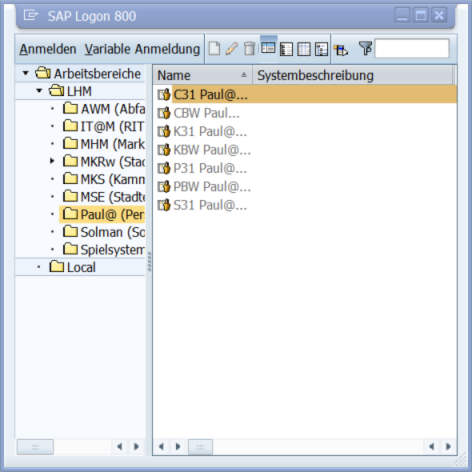 SAP Logon 800
Anmelden Variable Anmeldung
Arbeitsbereiche
LHM
AWM (Abfa
IT@M (RIT
MHM (Mark
MKRw (Stad
MKS (Kamm
MSE (Stadte
Paul@ (Per
Solman (So
Spielsystem
Local
Name Systembeschreibung
C31 Paul@...
CBW Paul...
K31 Paul@...
KBW Paul@...
P31 Paul@...
PBW Paul@...
S31 Paul@...